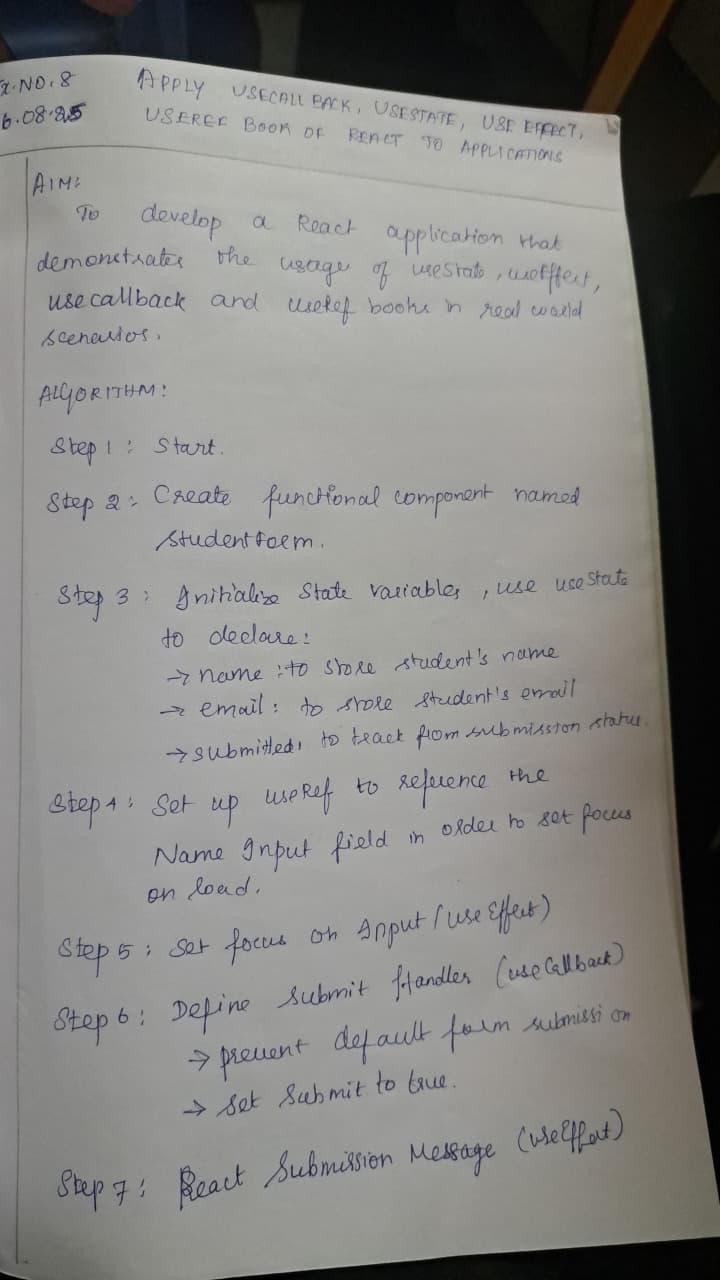 x.NO.8 APPLY USECALL BACK, USESTATE, USE EFFECT,
6.08.25 USEREF BOOK OF REACT TO APPLICATIONS
AIM:
To develop a React application that
demonstrates the usage of useState, useEffect,
use callback and useRef books in real world
scenarios.
ALGORITHM:
Step 1: Start.
Step 2: Create functional component named
studentForm.
Step 3: Initialize State variables, use useState
to declare:
→ name: to store student's name
→ email: to store student's email
→ submitted: to track from submission status.
Step 4: Set up useRef to reference the
Name Input field in order to set focus
on load.
Step 5: Set focus on Input (useEffect)
Step 6: Define submit Handler (useCallback)
→ prevent default form submission
→ Set Submit to true.
Step 7: React Submission Message (useEffect)